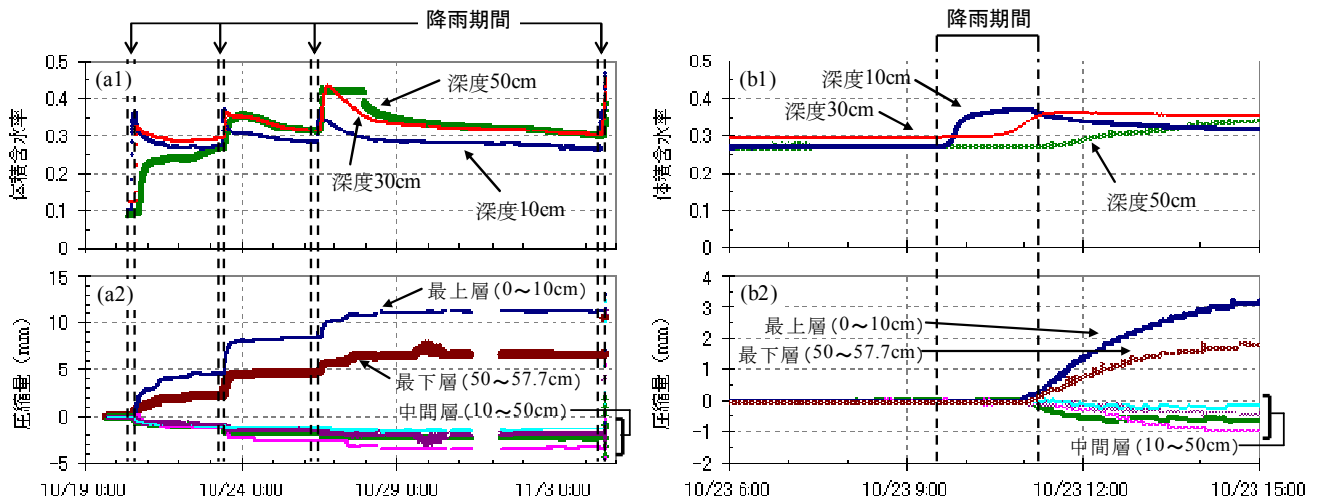 降雨期間
(a1)
体積含水率
0.5
0.4
0.3
0.2
0.1
0
深度50cm
深度30cm
深度10cm
(a2)
圧縮量 (mm)
15
10
5
0
-5
最上層(0～10cm)
最下層(50～57.7cm)
中間層(10～50cm)
10/19 0:00
10/24 0:00
10/29 0:00
11/3 0:00
降雨期間
(b1)
体積含水率
0.5
0.4
0.3
0.2
0.1
0
深度10cm
深度30cm
深度50cm
(b2)
圧縮量 (mm)
4
3
2
1
0
-1
-2
最上層(0～10cm)
最下層(50～57.7cm)
中間層(10～50cm)
10/23 6:00
10/23 9:00
10/23 12:00
10/23 15:00